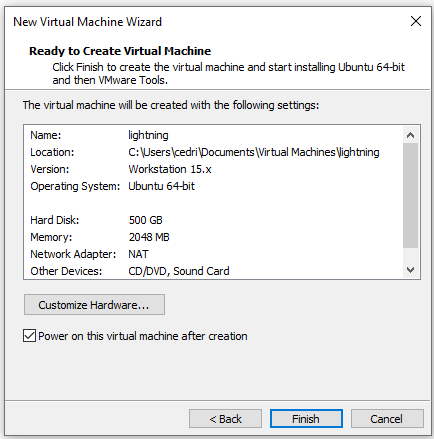 New Virtual Machine Wizard
Ready to Create Virtual Machine
Click Finish to create the virtual machine and start installing Ubuntu 64-bit
and then VMware Tools.
The virtual machine will be created with the following settings:
Name: lightning
Location: C:\Users\cedri\Documents\Virtual Machines\lightning
Version: Workstation 15.x
Operating System: Ubuntu 64-bit
Hard Disk: 500 GB
Memory: 2048 MB
Network Adapter: NAT
Other Devices: CD/DVD, Sound Card
Customize Hardware...
Power on this virtual machine after creation
< Back Finish Cancel